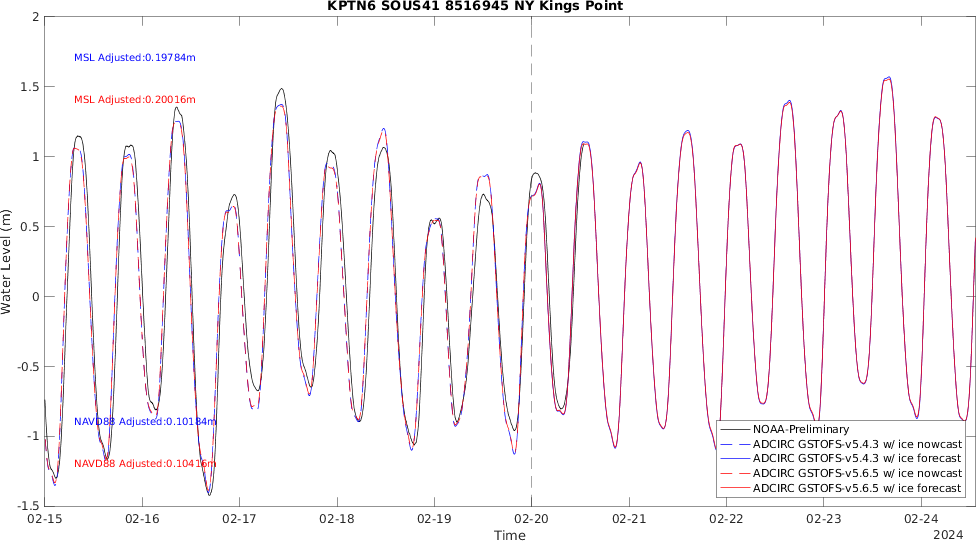 KPTN6 SOUS41 8516945 NY Kings Point
2
1.5
1
0.5
0
-0.5
-1
-1.5
Water Level (m)
MSL Adjusted:0.19784m
MSL Adjusted:0.20016m
NAVD88 Adjusted:0.10184m
NAVD88 Adjusted:0.10416m
NOAA-Preliminary
ADCIRC GSTOFS-v5.4.3 w/ ice nowcast
ADCIRC GSTOFS-v5.4.3 w/ ice forecast
ADCIRC GSTOFS-v5.6.5 w/ ice nowcast
ADCIRC GSTOFS-v5.6.5 w/ ice forecast
02-15 02-16 02-17 02-18 02-19 02-20 02-21 02-22 02-23 02-24
Time
2024